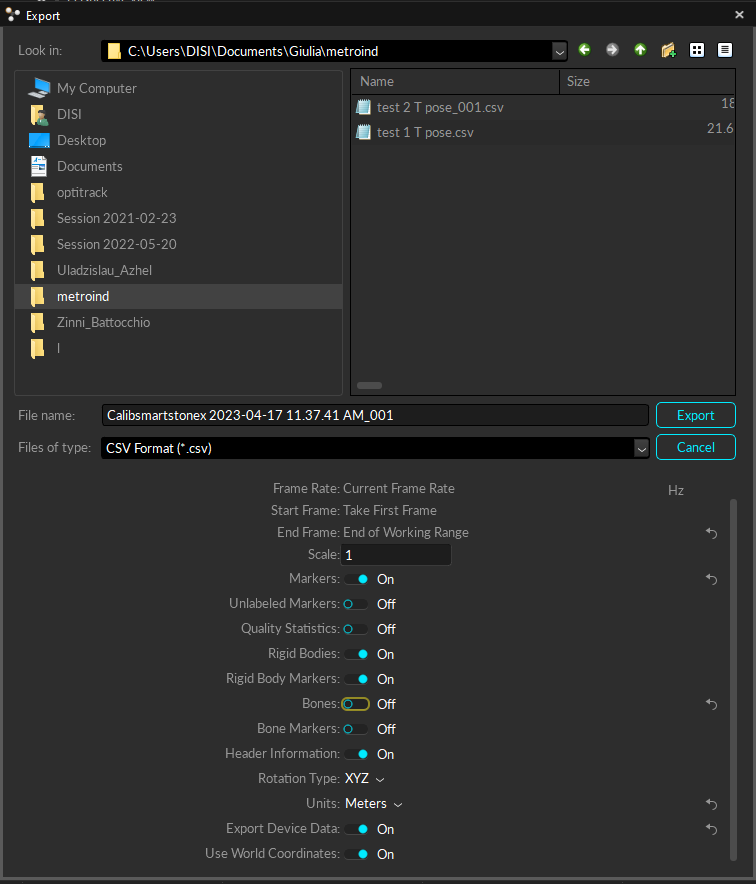 Export
Look in: C:\Users\DISI\Documents\Giulia\metroind
My Computer
DISI
Desktop
Documents
optitrack
Session 2021-02-23
Session 2022-05-20
Uladzislau_Azhel
metroind
Zinni_Battocchio
I
Name Size
test 2 T pose_001.csv 18
test 1 T pose.csv 21.6
File name: Calibsmartstonex 2023-04-17 11.37.41 AM_001 Export
Files of type: CSV Format (*.csv) Cancel
Frame Rate: Current Frame Rate Hz
Start Frame: Take First Frame
End Frame: End of Working Range
Scale: 1
Markers: On
Unlabeled Markers: Off
Quality Statistics: Off
Rigid Bodies: On
Rigid Body Markers: On
Bones: Off
Bone Markers: Off
Header Information: On
Rotation Type: XYZ
Units: Meters
Export Device Data: On
Use World Coordinates: On